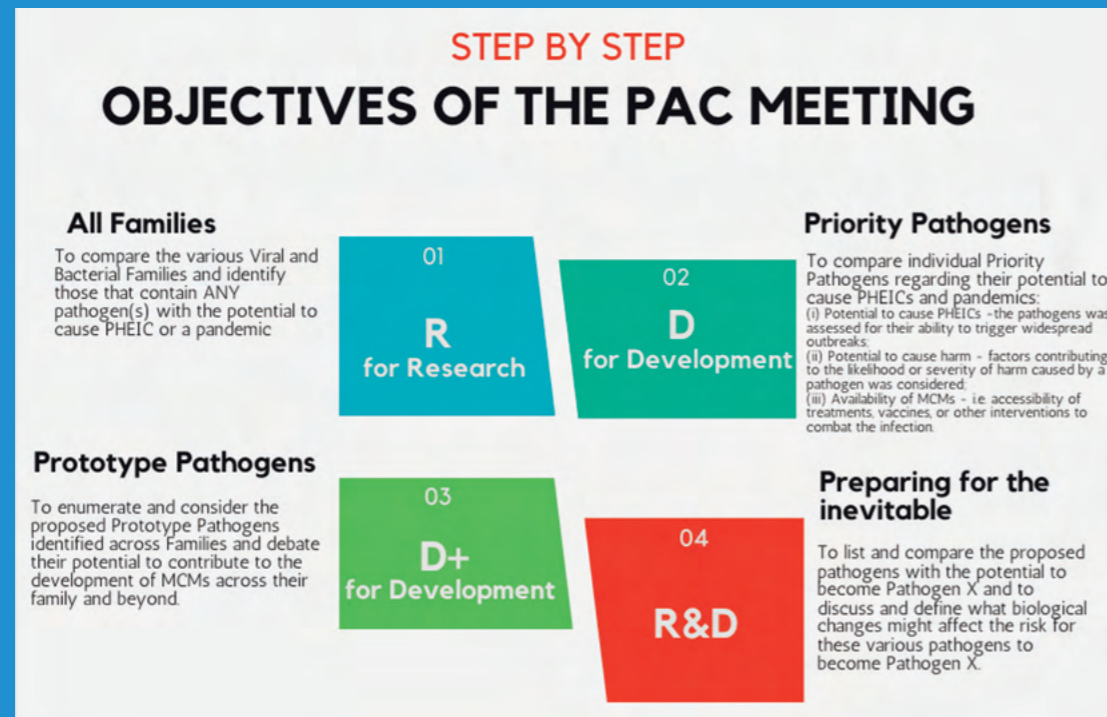 STEP BY STEP
OBJECTIVES OF THE PAC MEETING
All Families
To compare the various Viral and
Bacterial Families and identify
those that contain ANY
pathogen(s) with the potential to
cause PHEIC or a pandemic
01
R
for Research
02
D
for Development
Priority Pathogens
To compare individual Priority
Pathogens regarding their potential to
cause PHEICs and pandemics:
(i) Potential to cause PHEICs -the pathogens was
assessed for their ability to trigger widespread
outbreaks;
(ii) Potential to cause harm - factors contributing
to the likelihood or severity of harm caused by a
pathogen was considered;
(iii) Availability of MCMs - i.e. accessibility of
treatments, vaccines, or other interventions to
combat the infection.
Prototype Pathogens
To enumerate and consider the
proposed Prototype Pathogens
identified across Families and debate
their potential to contribute to the
development of MCMs across their
family and beyond.
03
D+
for Development
04
R&D
Preparing for the
inevitable
To list and compare the proposed
pathogens with the potential to
become Pathogen X and to
discuss and define what biological
changes might affect the risk for
these various pathogens to
become Pathogen X.